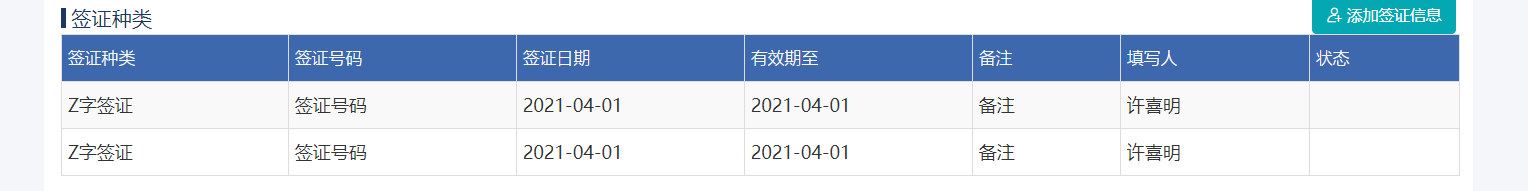 签证种类
添加签证信息
签证种类 签证号码 签证日期 有效期至 备注 填写人 状态
Z字签证 签证号码 2021-04-01 2021-04-01 备注 许喜明
Z字签证 签证号码 2021-04-01 2021-04-01 备注 许喜明